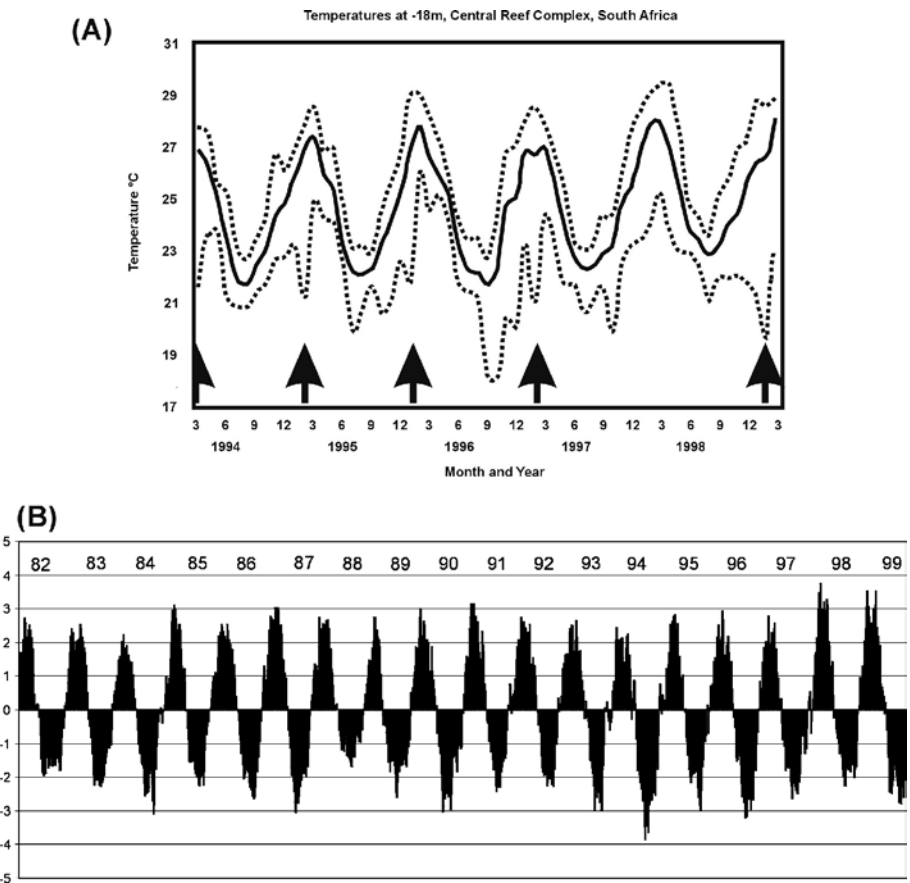 Temperatures at -18m, Central Reef Complex, South Africa
(A)
31
29
27
25
23
21
19
17
Temperature °C
3 6 9 12 3 6 9 12 3 6 9 12 3 6 9 12 3 6 9 12 3
1994 1995 1996 1997 1998
Month and Year
(B)
5
4
3
2
1
0
-1
-2
-3
-4
-5
82 83 84 85 86 87 88 89 90 91 92 93 94 95 96 97 98 99